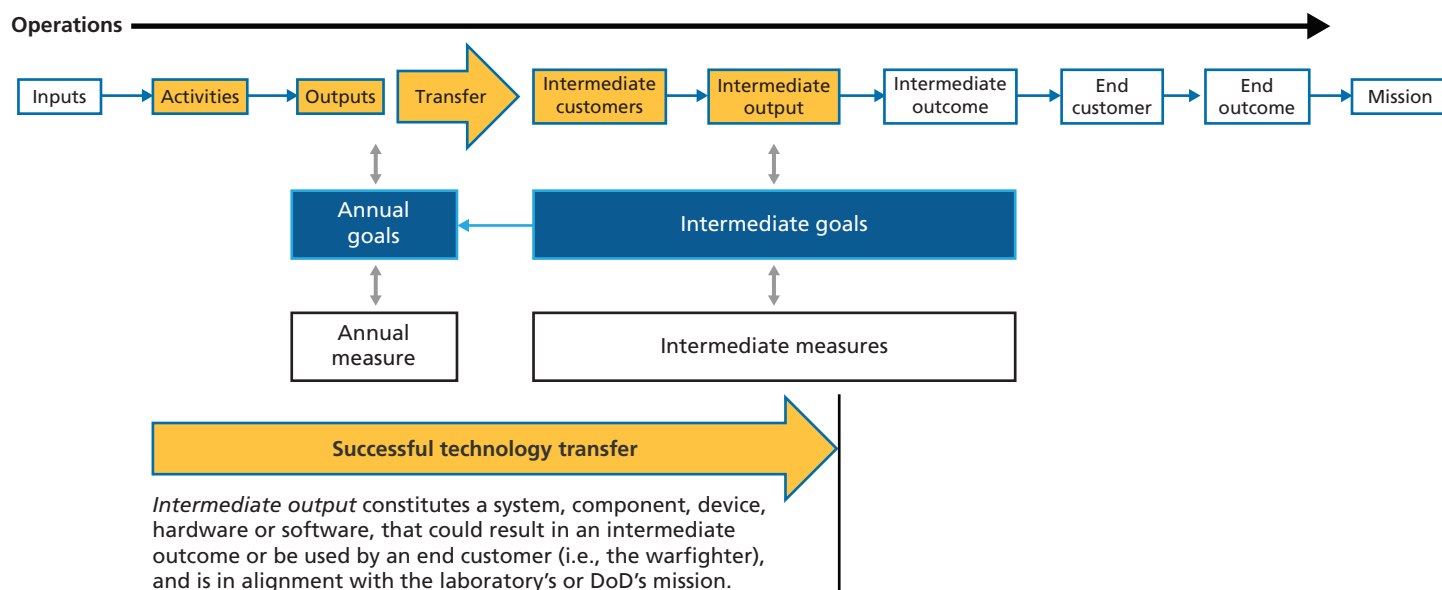 Operations
Inputs
Activities
Outputs
Transfer
Intermediate
customers
Intermediate
output
Intermediate
outcome
End
customer
End
outcome
Mission
Annual
goals
Intermediate goals
Annual
measure
Intermediate measures
Successful technology transfer
Intermediate output constitutes a system, component, device,
hardware or software, that could result in an intermediate
outcome or be used by an end customer (i.e., the warfighter),
and is in alignment with the laboratory’s or DoD’s mission.